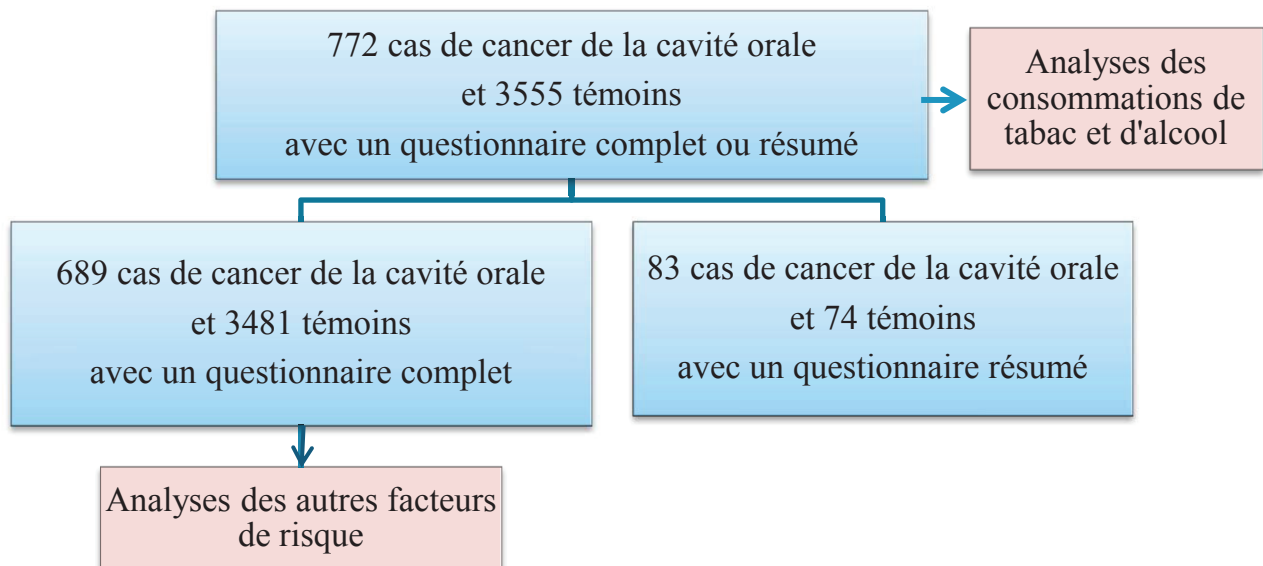 772 cas de cancer de la cavité orale
et 3555 témoins
avec un questionnaire complet ou résumé
Analyses des
consommations de
tabac et d'alcool
689 cas de cancer de la cavité orale
et 3481 témoins
avec un questionnaire complet
83 cas de cancer de la cavité orale
et 74 témoins
avec un questionnaire résumé
Analyses des autres facteurs
de risque